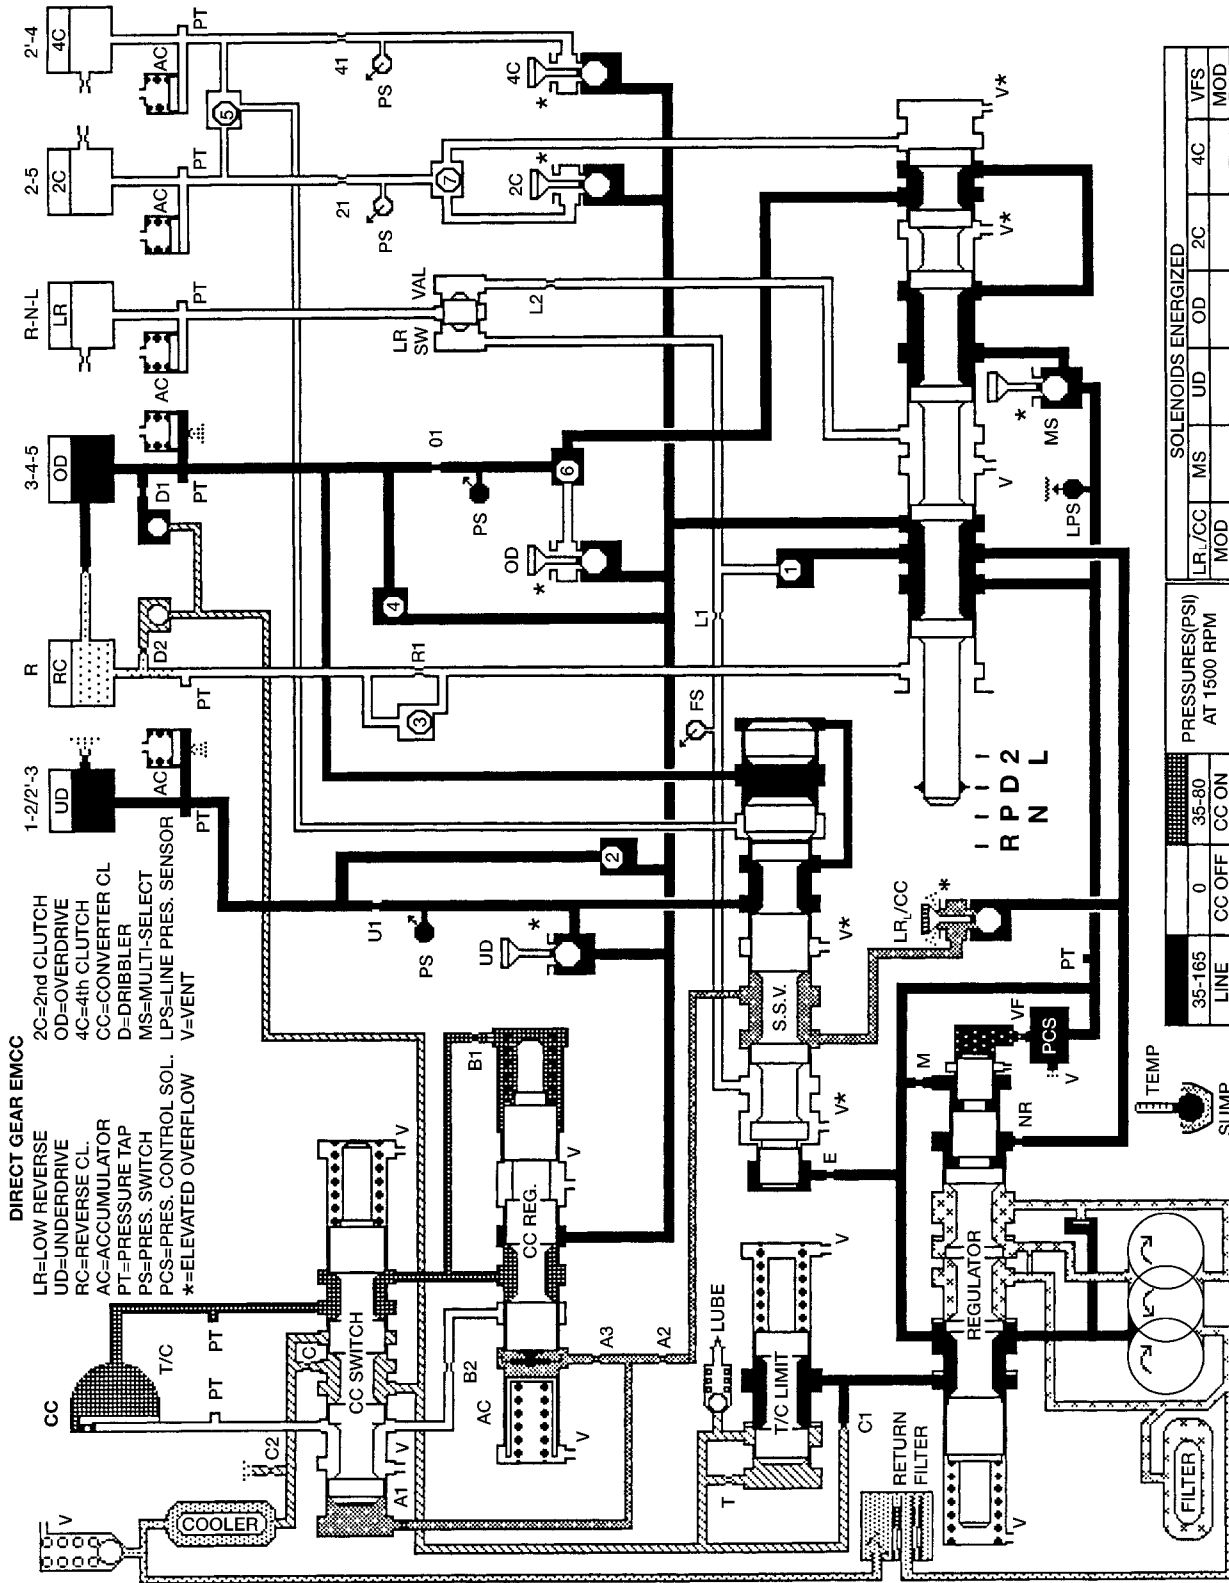 DIRECT GEAR EMCC
LR=LOW REVERSE
UD=UNDERDRIVE
RC=REVERSE CL.
AC=ACCUMULATOR
PT=PRESSURE TAP
PS=PRES. SWITCH
PCS=PRES. CONTROL SOL.
*=ELEVATED OVERFLOW
2C=2nd CLUTCH
OD=OVERDRIVE
4C=4th CLUTCH
CC=CONVERTER CL
D=DRIBBLER
MS=MULTI-SELECT
LPS=LINE PRES. SENSOR
V=VENT
1-2/2'-3
UD
R
RC
3-4-5
OD
R-N-L
LR
2-5
2C
2'-4
4C
AC
PT
PT
D2
D1
AC
PT
AC
PT
AC
PT
AC
PT
5
CC
T/C
PT
PT
V
COOLER
C2
C
CC SWITCH
V
V
A1
B1
B2
CC REG.
V
AC
V
A3
A2
U1
PS
UD
*
2
3
R1
4
01
PS
6
OD
*
LR
SW
VAL
L2
21
PS
7
2C
*
41
PS
4C
*
FS
L1
1
S.S.V.
V*
V*
E
LRL/CC
*
LUBE
T/C LIMIT
V
T
C1
RETURN
FILTER
REGULATOR
V
NR
M
VF
PCS
V
PT
FILTER
TEMP
SUMP
R P D 2
N L
LPS
MS
*
V
V*
V*
35-165
LINE
0
CC OFF
35-80
CC ON
PRESSURES(PSI)
AT 1500 RPM
SOLENOIDS ENERGIZED
LRL/CC MS UD OD 2C 4C VFS
MOD MOD